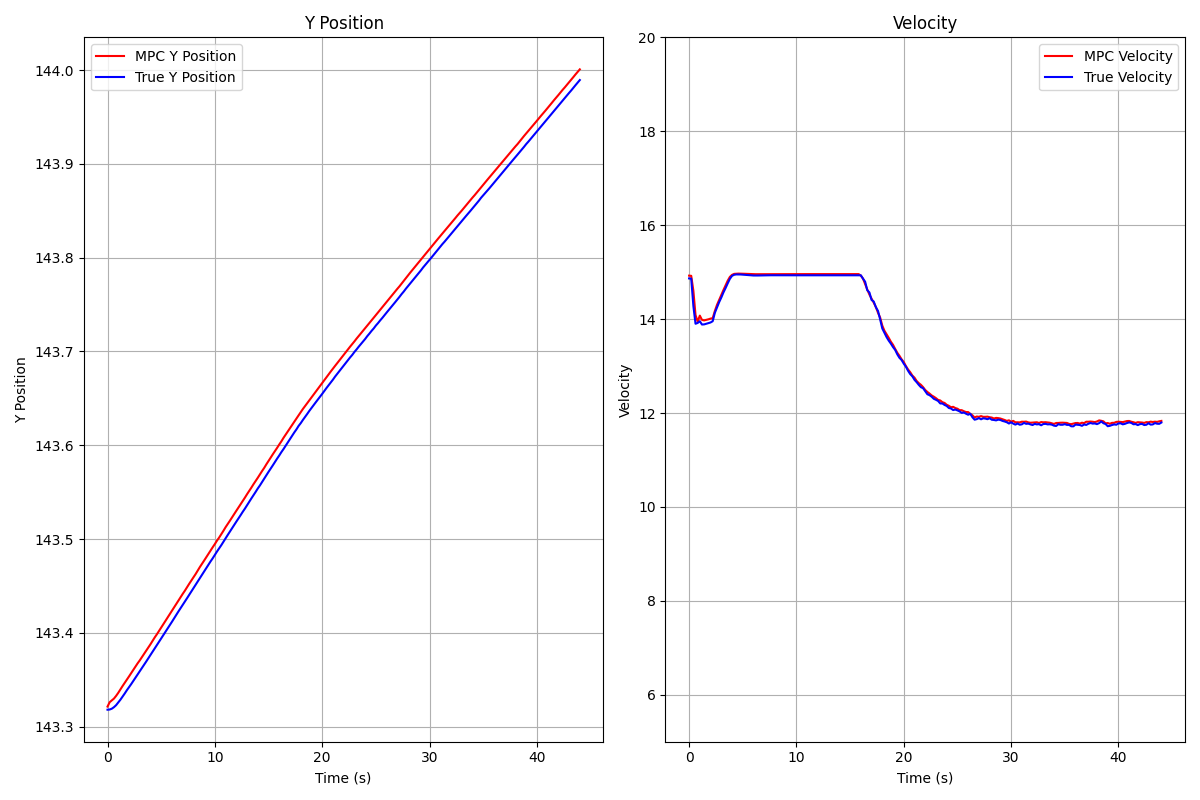 Y Position
MPC Y Position
True Y Position
144.0
143.9
143.8
143.7
143.6
143.5
143.4
143.3
Y Position
0 10 20 30 40
Time (s)
Velocity
MPC Velocity
True Velocity
20
18
16
14
12
10
8
6
Velocity
0 10 20 30 40
Time (s)